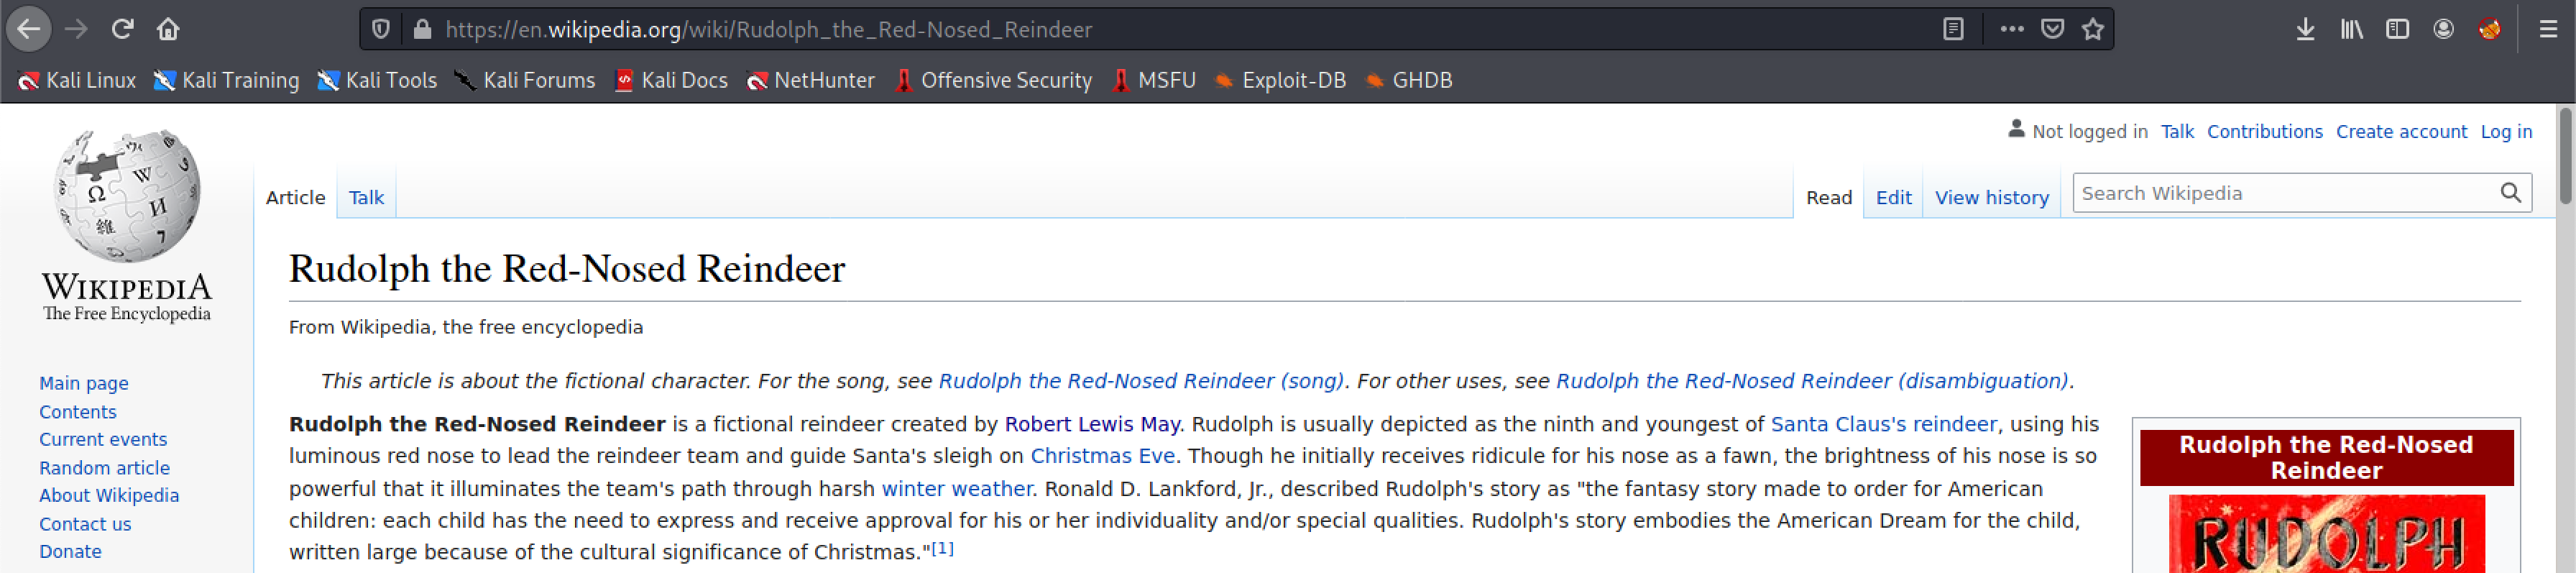 https://en.wikipedia.org/wiki/Rudolph_the_Red-Nosed_Reindeer
Kali Linux Kali Training Kali Tools Kali Forums Kali Docs NetHunter Offensive Security MSFU Exploit-DB GHDB
Not logged in Talk Contributions Create account Log in
Article Talk Read Edit View history Search Wikipedia
WIKIPEDIA
The Free Encyclopedia
Main page
Contents
Current events
Random article
About Wikipedia
Contact us
Donate
Rudolph the Red-Nosed Reindeer
From Wikipedia, the free encyclopedia
This article is about the fictional character. For the song, see Rudolph the Red-Nosed Reindeer (song). For other uses, see Rudolph the Red-Nosed Reindeer (disambiguation).
Rudolph the Red-Nosed Reindeer is a fictional reindeer created by Robert Lewis May. Rudolph is usually depicted as the ninth and youngest of Santa Claus's reindeer, using his
luminous red nose to lead the reindeer team and guide Santa's sleigh on Christmas Eve. Though he initially receives ridicule for his nose as a fawn, the brightness of his nose is so
powerful that it illuminates the team's path through harsh winter weather. Ronald D. Lankford, Jr., described Rudolph's story as "the fantasy story made to order for American
children: each child has the need to express and receive approval for his or her individuality and/or special qualities. Rudolph's story embodies the American Dream for the child,
written large because of the cultural significance of Christmas."[1]
Rudolph the Red-Nosed
Reindeer
RUDOLPH